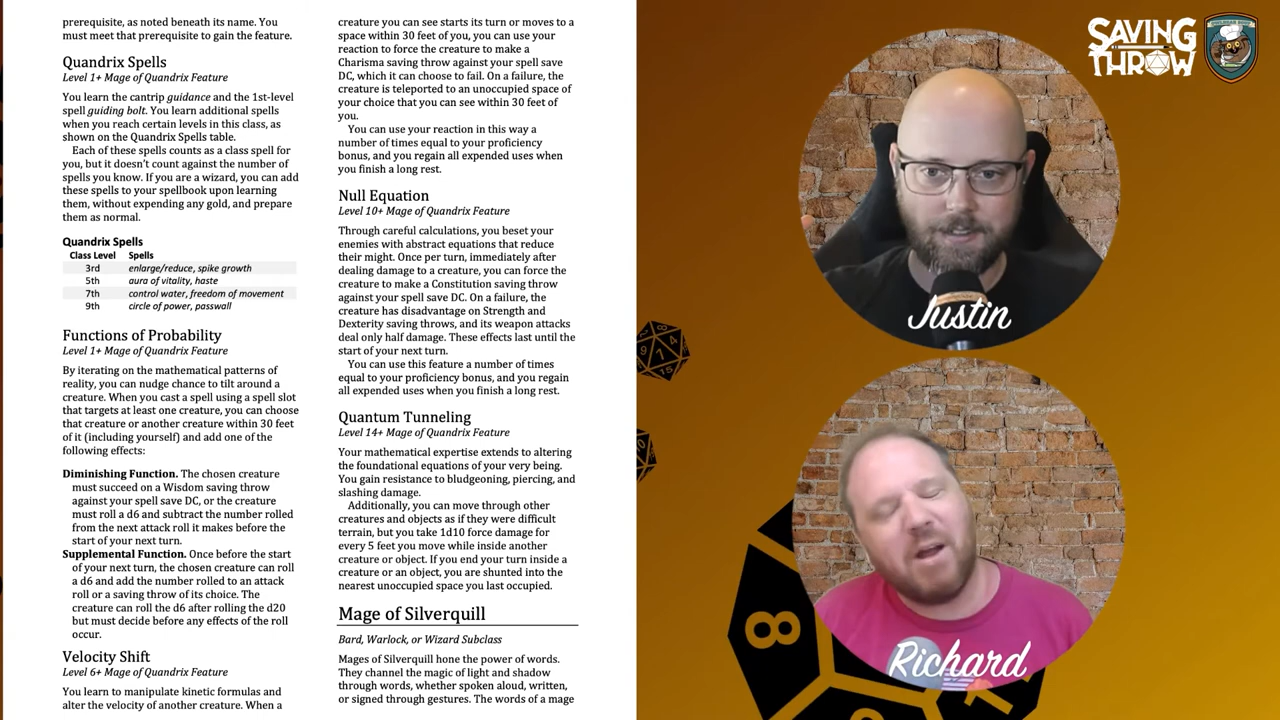 prerequisite, as noted beneath its name. You
must meet that prerequisite to gain the feature.
Quandrix Spells
Level 1+ Mage of Quandrix Feature
You learn the cantrip guidance and the 1st-level
spell guiding bolt. You learn additional spells
when you reach certain levels in this class, as
shown on the Quandrix Spells table.
Each of these spells counts as a class spell for
you, but it doesn't count against the number of
spells you know. If you are a wizard, you can add
these spells to your spellbook upon learning
them, without expending any gold, and prepare
them as normal.
Quandrix Spells
Class Level Spells
3rd enlarge/reduce, spike growth
5th aura of vitality, haste
7th control water, freedom of movement
9th circle of power, passwall
Functions of Probability
Level 1+ Mage of Quandrix Feature
By iterating on the mathematical patterns of
reality, you can nudge chance to tilt around a
creature. When you cast a spell using a spell slot
that targets at least one creature, you can choose
that creature or another creature within 30 feet
of it (including yourself) and add one of the
following effects:
Diminishing Function. The chosen creature
must succeed on a Wisdom saving throw
against your spell save DC, or the creature
must roll a d6 and subtract the number rolled
from the next attack roll it makes before the
start of your next turn.
Supplemental Function. Once before the start
of your next turn, the chosen creature can roll
a d6 and add the number rolled to an attack
roll or a saving throw of its choice. The
creature can roll the d6 after rolling the d20
but must decide before any effects of the roll
occur.
Velocity Shift
Level 6+ Mage of Quandrix Feature
You learn to manipulate kinetic formulas and
alter the velocity of another creature. When a
creature you can see starts its turn or moves to a
space within 30 feet of you, you can use your
reaction to force the creature to make a
Charisma saving throw against your spell save
DC, which it can choose to fail. On a failure, the
creature is teleported to an unoccupied space of
your choice that you can see within 30 feet of
you.
You can use your reaction in this way a
number of times equal to your proficiency
bonus, and you regain all expended uses when
you finish a long rest.
Null Equation
Level 10+ Mage of Quandrix Feature
Through careful calculations, you beset your
enemies with abstract equations that reduce
their might. Once per turn, immediately after
dealing damage to a creature, you can force the
creature to make a Constitution saving throw
against your spell save DC. On a failure, the
creature has disadvantage on Strength and
Dexterity saving throws, and its weapon attacks
deal only half damage. These effects last until the
start of your next turn.
You can use this feature a number of times
equal to your proficiency bonus, and you regain
all expended uses when you finish a long rest.
Quantum Tunneling
Level 14+ Mage of Quandrix Feature
Your mathematical expertise extends to altering
the foundational equations of your very being.
You gain resistance to bludgeoning, piercing, and
slashing damage.
Additionally, you can move through other
creatures and objects as if they were difficult
terrain, but you take 1d10 force damage for
every 5 feet you move while inside another
creature or object. If you end your turn inside a
creature or an object, you are shunted into the
nearest unoccupied space you last occupied.
Mage of Silverquill
Bard, Warlock, or Wizard Subclass
Mages of Silverquill hone the power of words.
They channel the magic of light and shadow
through words, whether spoken aloud, written,
or signed through gestures. The words of a mage
SAVING
THROW
Justin
Richard
8